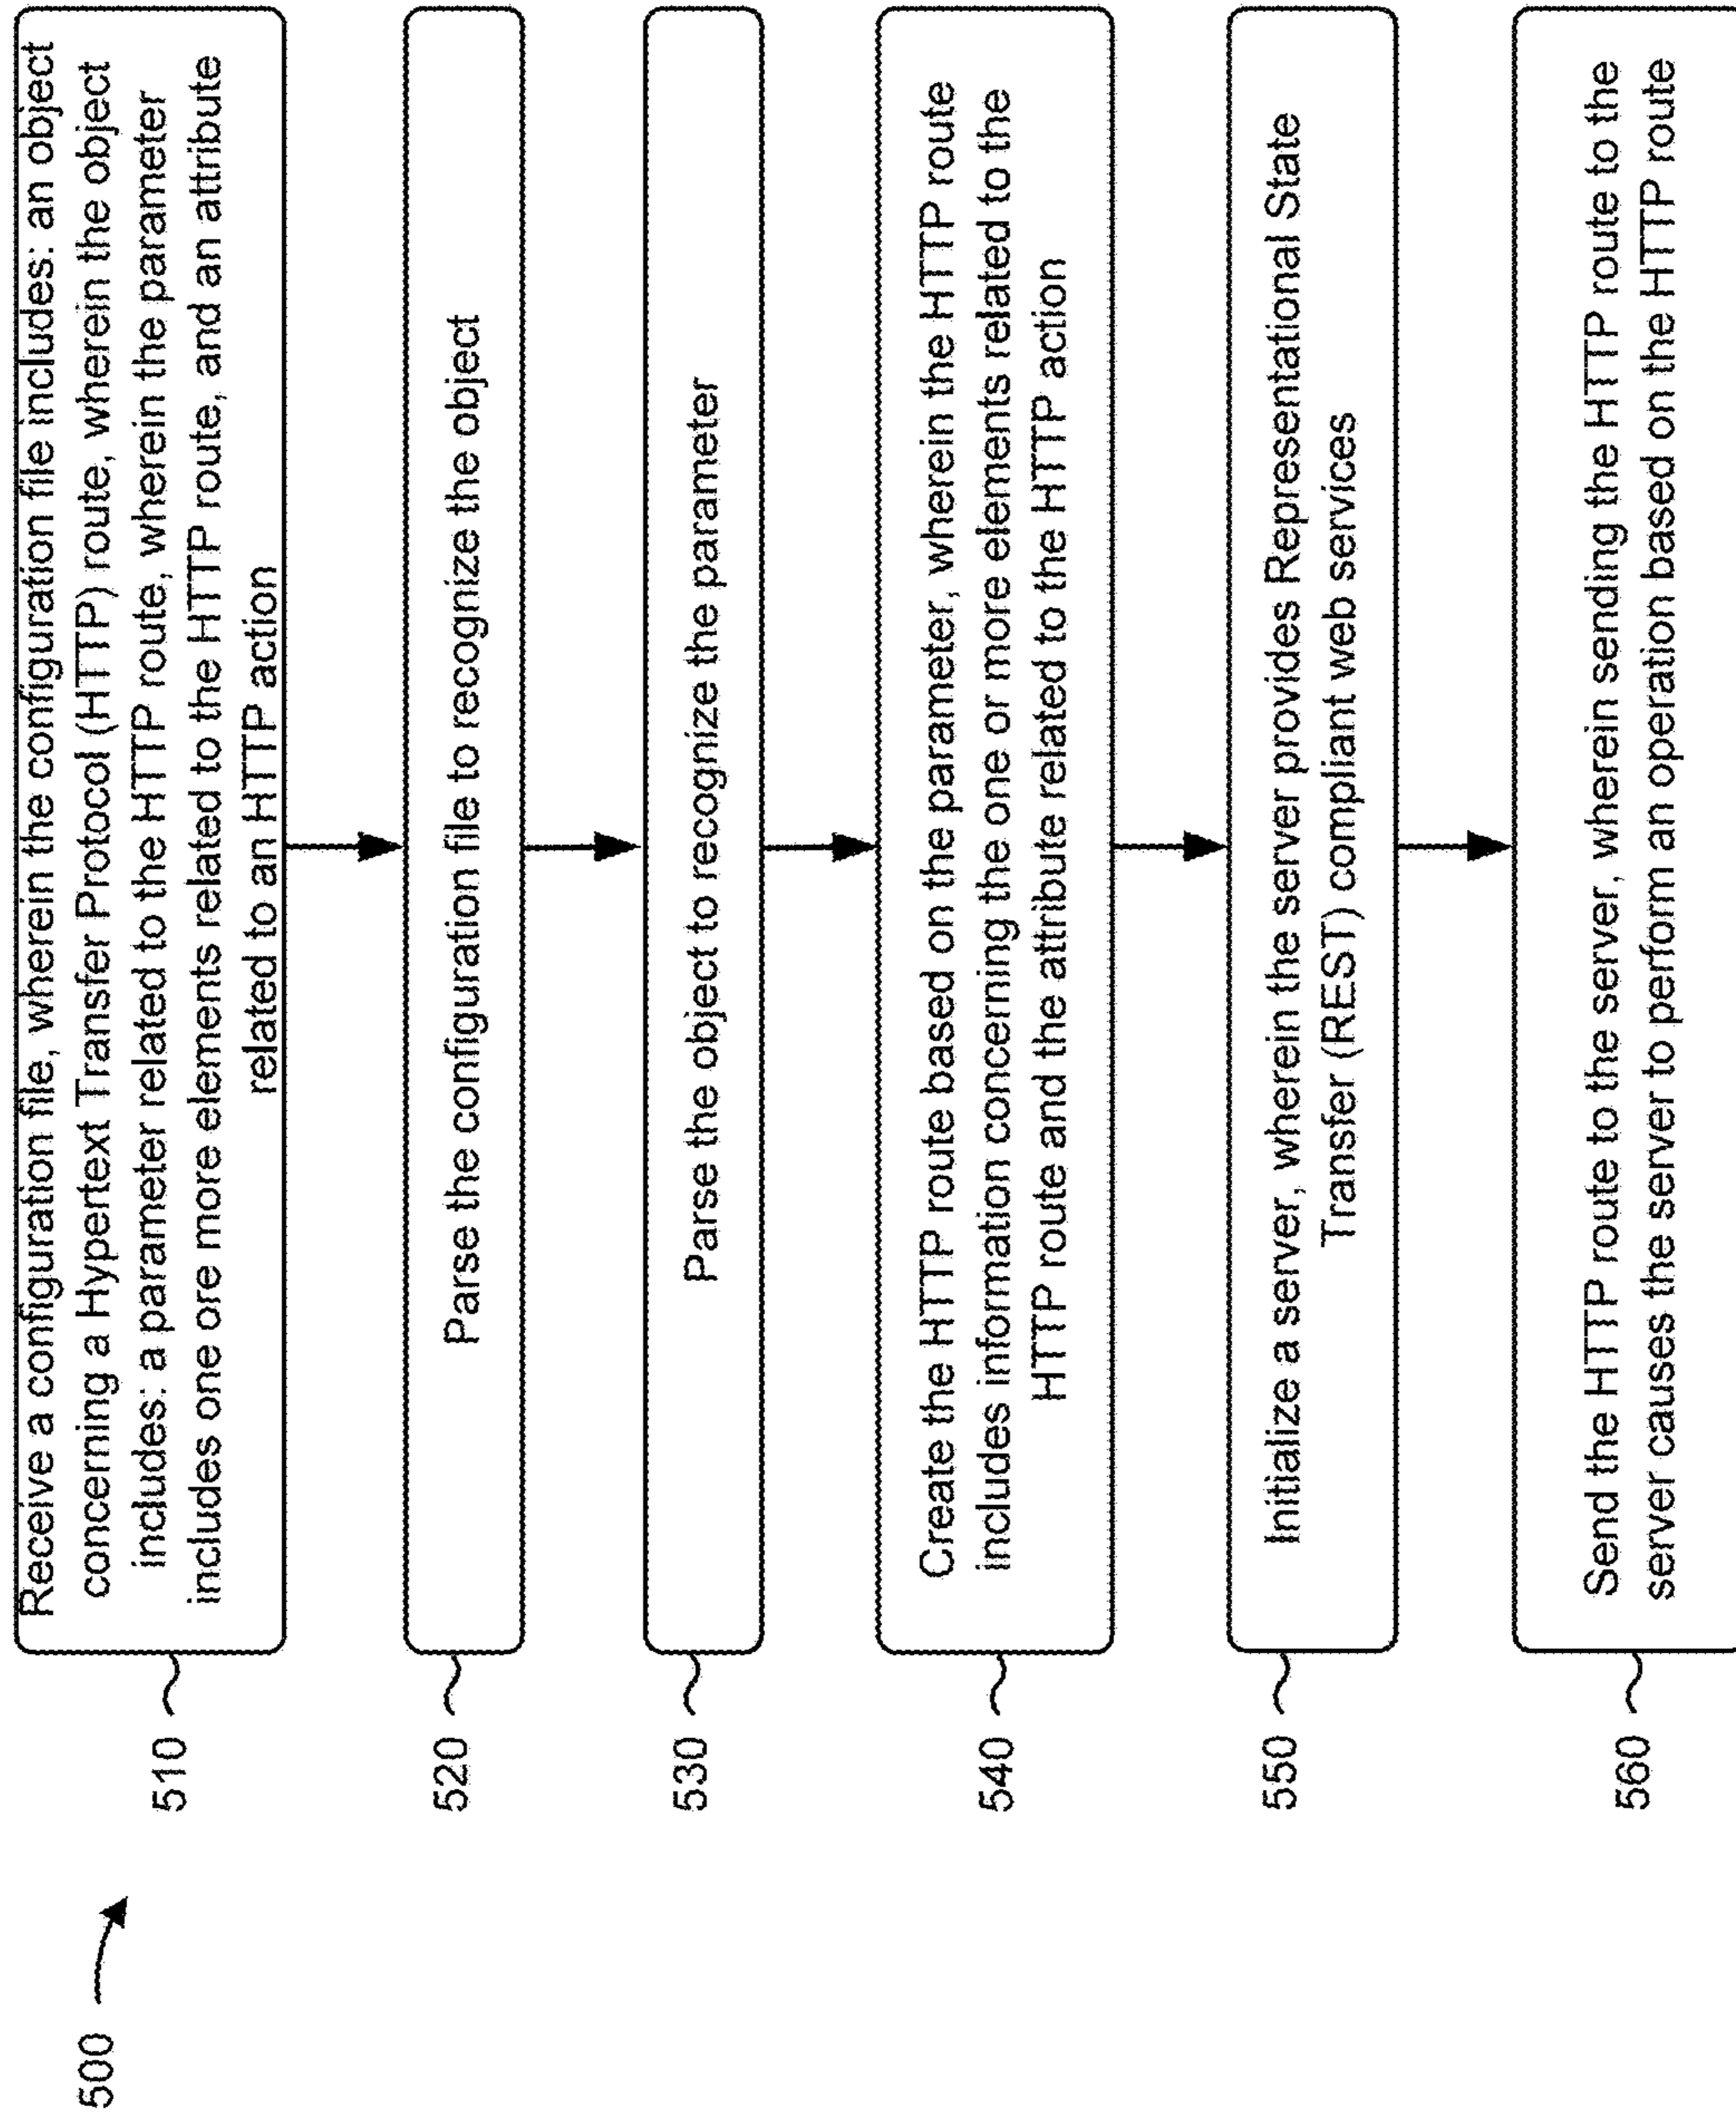 500
510
Receive a configuration file, wherein the configuration file includes: an object
concerning a Hypertext Transfer Protocol (HTTP) route, wherein the object
includes: a parameter related to the HTTP route, wherein the parameter
includes one ore more elements related to the HTTP route, and an attribute
related to an HTTP action
520
Parse the configuration file to recognize the object
530
Parse the object to recognize the parameter
540
Create the HTTP route based on the parameter, wherein the HTTP route
includes information concerning the one or more elements related to the
HTTP route and the attribute related to the HTTP action
550
Initialize a server, wherein the server provides Representational State
Transfer (REST) compliant web services
560
Send the HTTP route to the server, wherein sending the HTTP route to the
server causes the server to perform an operation based on the HTTP route